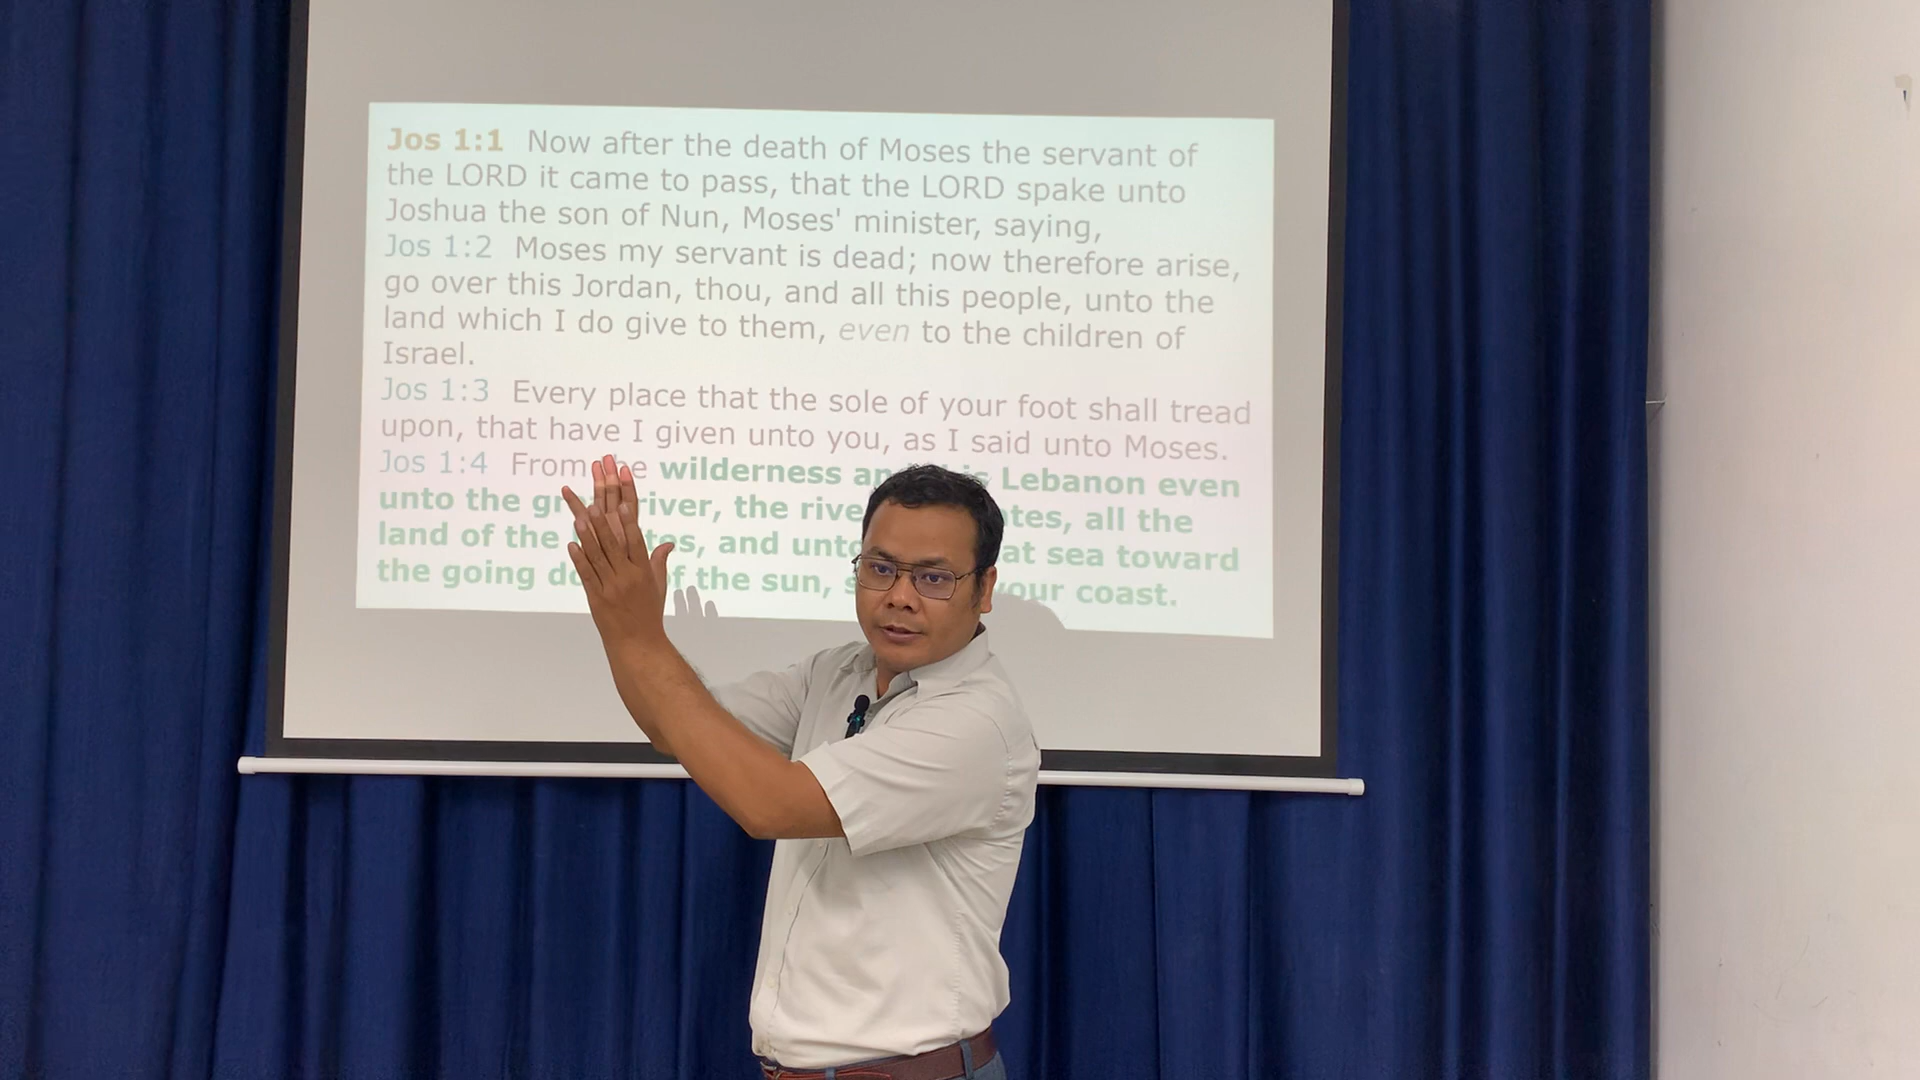 Jos 1:1 Now after the death of Moses the servant of
the LORD it came to pass, that the LORD spake unto
Joshua the son of Nun, Moses' minister, saying,
Jos 1:2 Moses my servant is dead; now therefore arise,
go over this Jordan, thou, and all this people, unto the
land which I do give to them, even to the children of
Israel.
Jos 1:3 Every place that the sole of your foot shall tread
upon, that have I given unto you, as I said unto Moses.
Jos 1:4 From wilderness Lebanon even
unto the river, the all the
land of the and sea toward
the going of the sun, your coast.